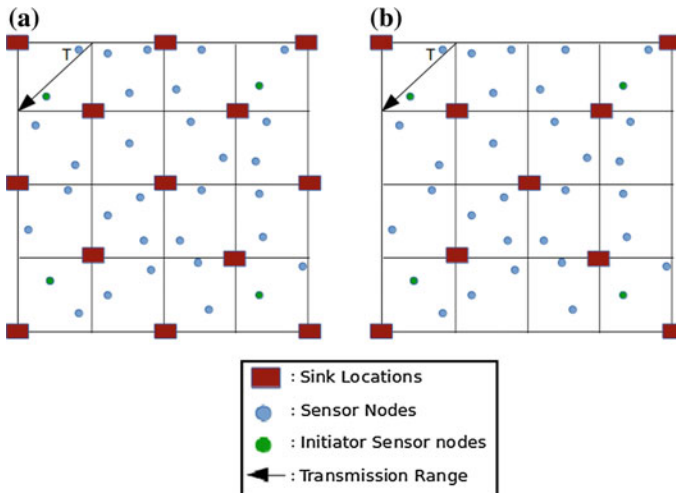 (a)
(b)
T
T
: Sink Locations
: Sensor Nodes
: Initiator Sensor nodes
: Transmission Range